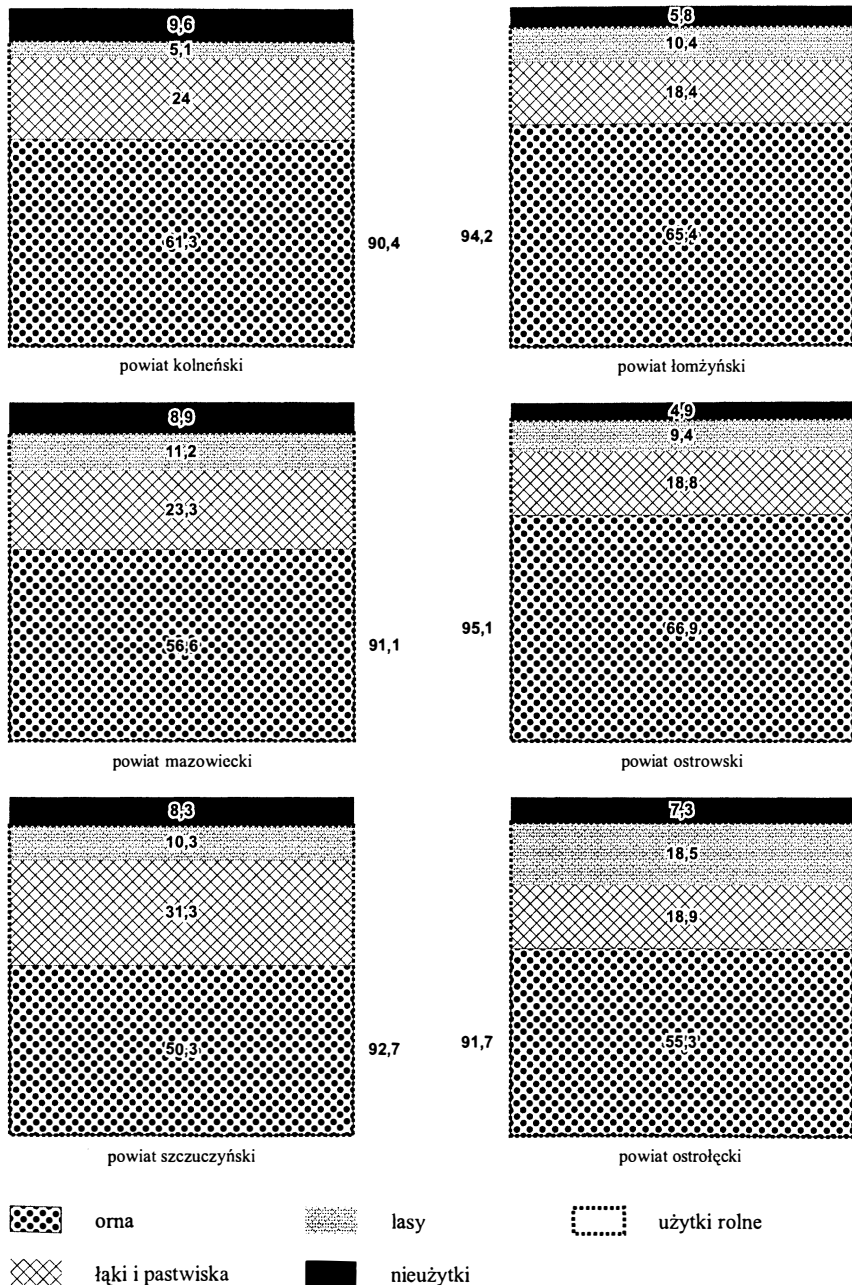 9,6
5,1
24
61,3
90,4
powiat kolneński
5,8
10,4
18,4
65,4
94,2
powiat łomżyński
8,9
11,2
23,3
56,6
91,1
powiat mazowiecki
4,9
9,4
18,8
66,9
95,1
powiat ostrowski
8,3
10,3
31,3
50,3
92,7
powiat szczuczyński
7,3
18,5
18,9
55,3
91,7
powiat ostrołęcki
orna
łąki i pastwiska
lasy
nieużytki
użytki rolne